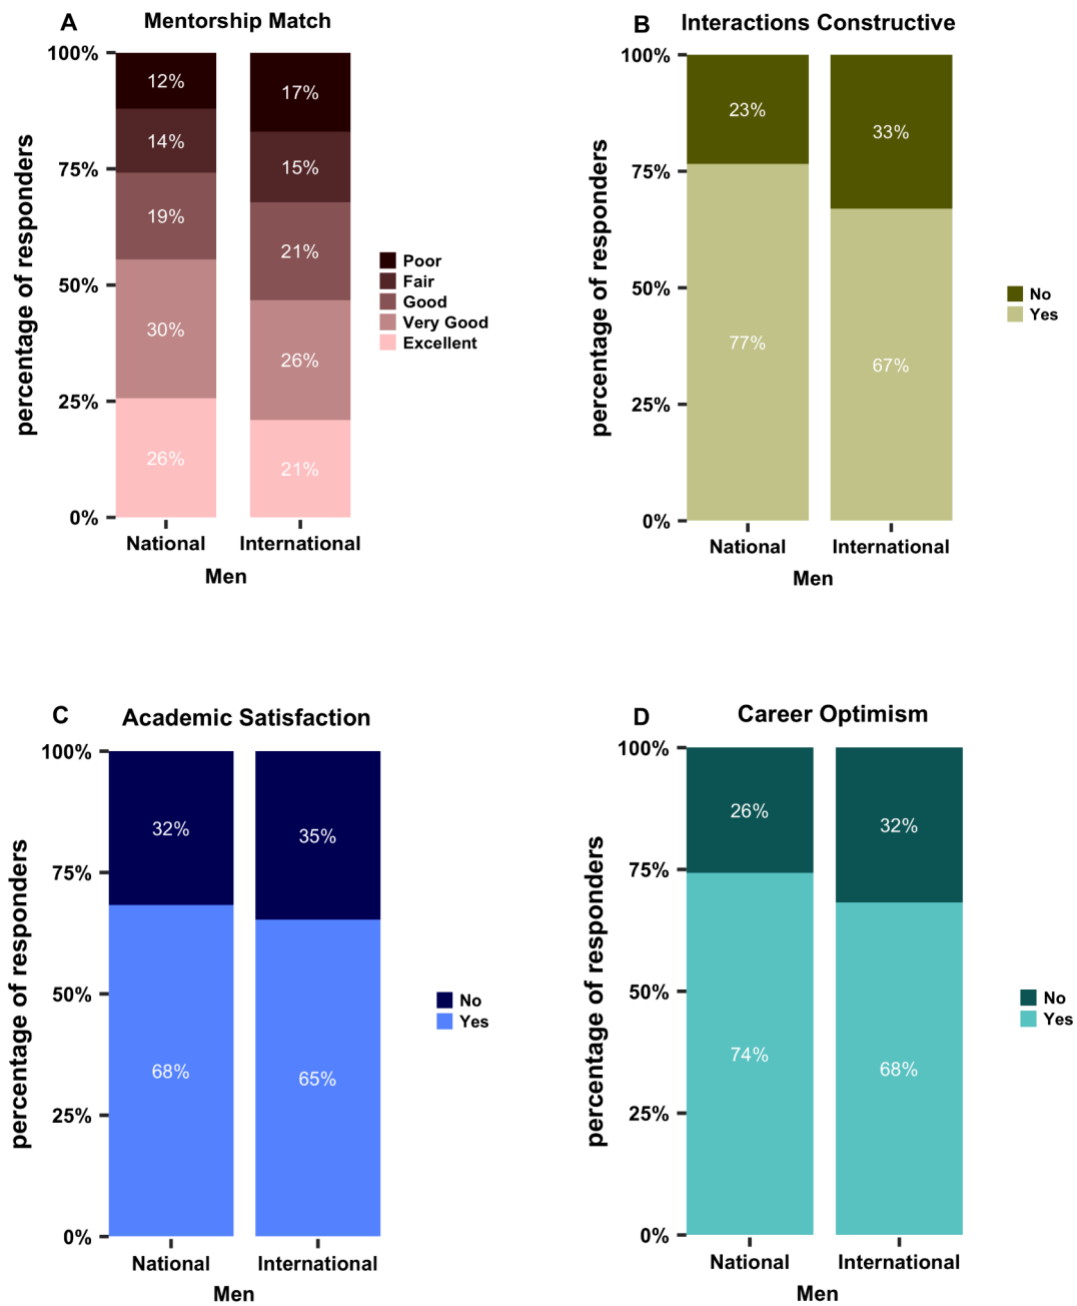 A
Mentorship Match
percentage of responders
100%
75%
50%
25%
0%
12%
14%
19%
30%
26%
17%
15%
21%
26%
21%
National
International
Men
Poor
Fair
Good
Very Good
Excellent
B
Interactions Constructive
percentage of responders
100%
75%
50%
25%
0%
23%
77%
33%
67%
National
International
Men
No
Yes
C
Academic Satisfaction
percentage of responders
100%
75%
50%
25%
0%
32%
68%
35%
65%
National
International
Men
No
Yes
D
Career Optimism
percentage of responders
100%
75%
50%
25%
0%
26%
74%
32%
68%
National
International
Men
No
Yes